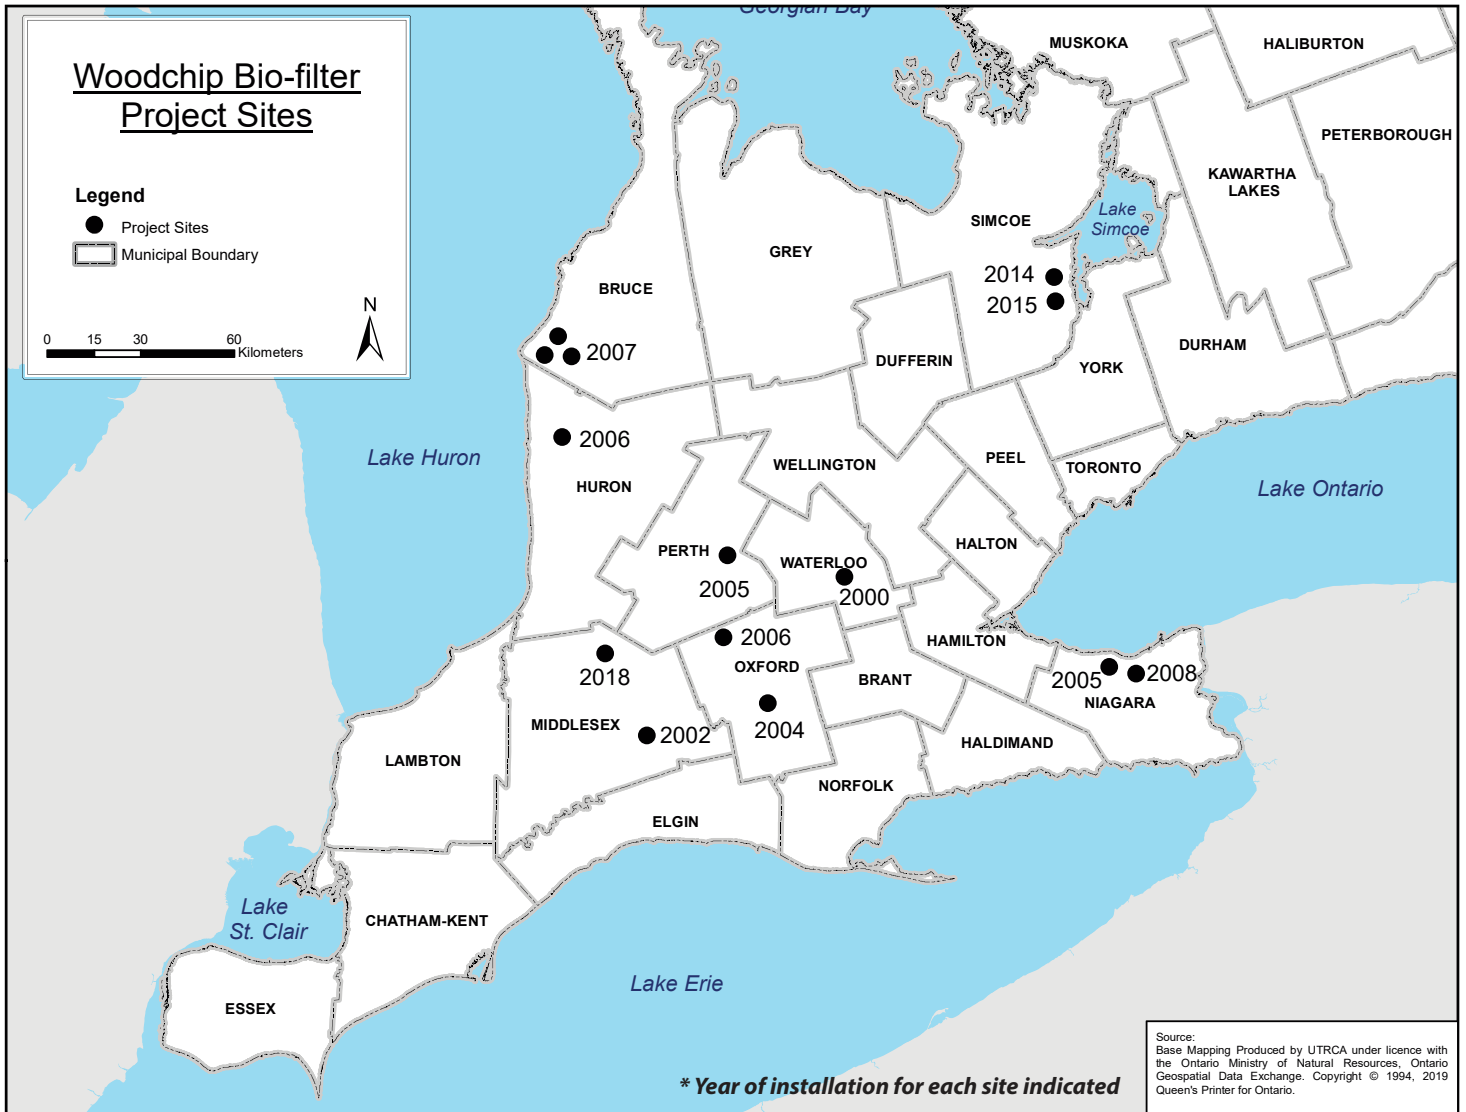 Georgian Bay
Woodchip Bio-filter
Project Sites
Legend
Project Sites
Municipal Boundary
N
0 15 30 60
Kilometers
MUSKOKA
HALIBURTON
PETERBOROUGH
KAWARTHA
LAKES
Lake
Simcoe
SIMCOE
GREY
BRUCE
2014
2015
2007
DUFFERIN
YORK
DURHAM
2006
Lake Huron
HURON
WELLINGTON
PEEL
TORONTO
Lake Ontario
PERTH
2005
WATERLOO
2000
HALTON
2006
OXFORD
HAMILTON
2018
BRANT
2005
2008
NIAGARA
MIDDLESEX
2002
2004
HALDIMAND
LAMBTON
NORFOLK
ELGIN
Lake
St. Clair
CHATHAM-KENT
Lake Erie
ESSEX
* Year of installation for each site indicated
Source:
Base Mapping Produced by UTRCA under licence with
the Ontario Ministry of Natural Resources, Ontario
Geospatial Data Exchange. Copyright © 1994, 2019
Queen's Printer for Ontario.